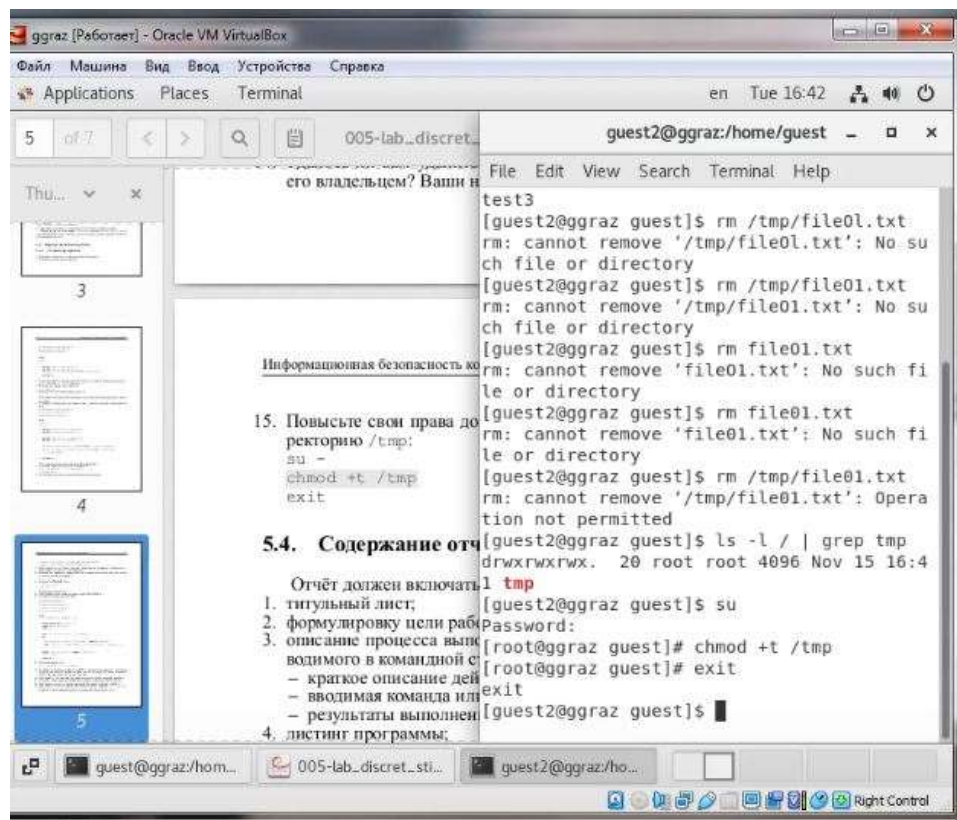 ggraz [Работает] - Oracle VM VirtualBox
Файл Машина Вид Ввод Устройства Справка
Applications Places Terminal en Tue 16:42
5 of 7 005-lab_discret_
Thu...
3
4
5
его владельцем? Ваши н
Информационная безопасность ко
15. Повысьте свои права до
ректорию /tmp:
su -
chmod +t /tmp
exit
5.4. Содержание отч
Отчёт должен включать
1. титульный лист;
2. формулировку цели рабо
3. описание процесса выпо
водимого в командной с
– краткое описание дей
– вводимая команда или
– результаты выполнен
4. листинг программы;
guest2@ggraz:/home/guest
File Edit View Search Terminal Help
test3
[guest2@ggraz guest]$ rm /tmp/fileOl.txt
rm: cannot remove ‘/tmp/fileOl.txt’: No su
ch file or directory
[guest2@ggraz guest]$ rm /tmp/fileO1.txt
rm: cannot remove ‘/tmp/fileO1.txt’: No su
ch file or directory
[guest2@ggraz guest]$ rm fileO1.txt
rm: cannot remove ‘fileO1.txt’: No such fi
le or directory
[guest2@ggraz guest]$ rm file01.txt
rm: cannot remove ‘file01.txt’: No such fi
le or directory
[guest2@ggraz guest]$ rm /tmp/file01.txt
rm: cannot remove ‘/tmp/file01.txt’: Opera
tion not permitted
[guest2@ggraz guest]$ ls -l / | grep tmp
drwxrwxrwx. 20 root root 4096 Nov 15 16:4
1 tmp
[guest2@ggraz guest]$ su
Password:
[root@ggraz guest]# chmod +t /tmp
[root@ggraz guest]# exit
exit
[guest2@ggraz guest]$
guest@ggraz:/hom... 005-lab_discret_sti... guest2@ggraz:/ho...
Right Control